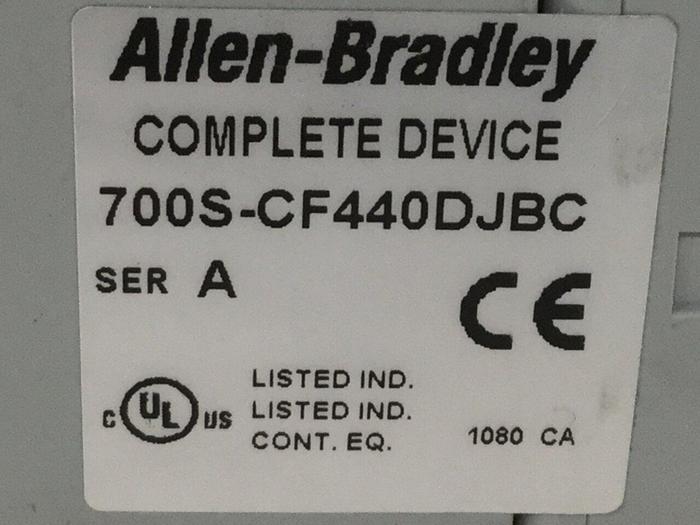 Allen-Bradley
COMPLETE DEVICE
700S-CF440DJBC
SER A
CE
C UL US
LISTED IND.
LISTED IND.
CONT. EQ.
1080 CA